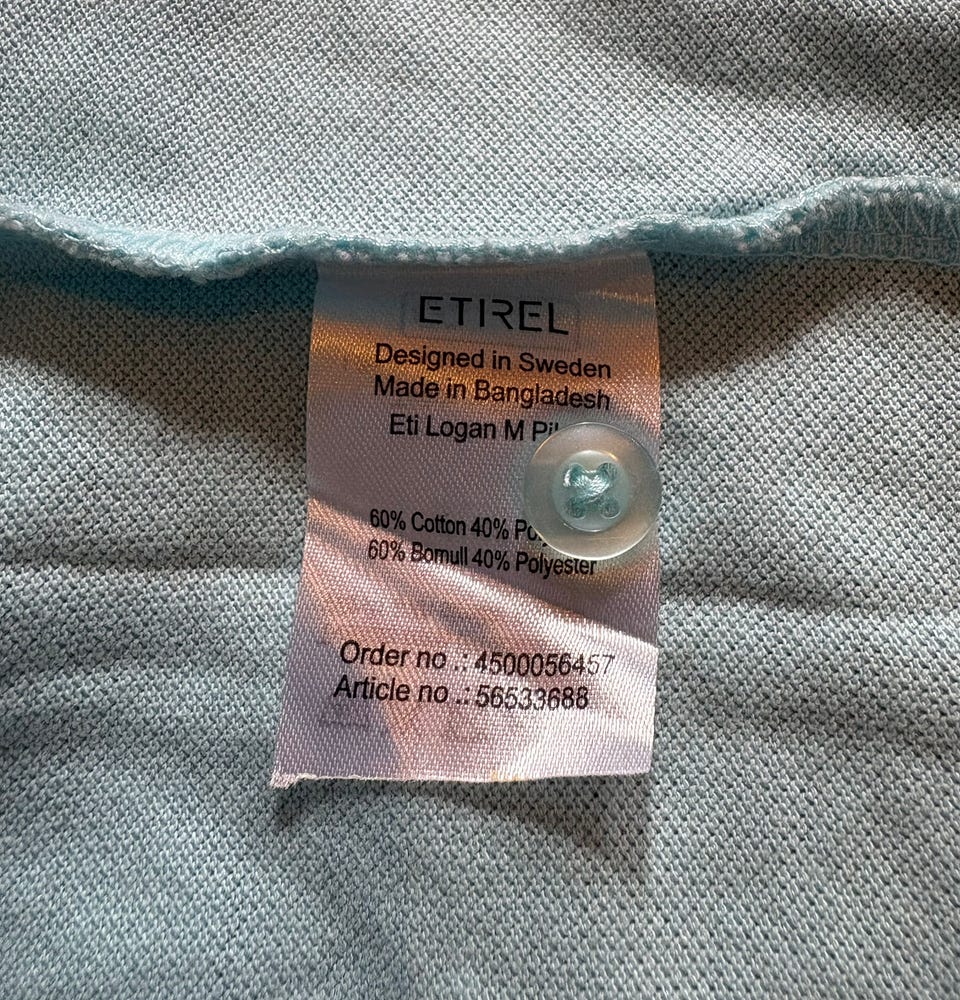 ETIREL
Designed in Sweden
Made in Bangladesh
Eti Logan M
60% Cotton 40%
60% Bomull 40% Polyester
Order no .: 4500056457
Article no .: 56533688